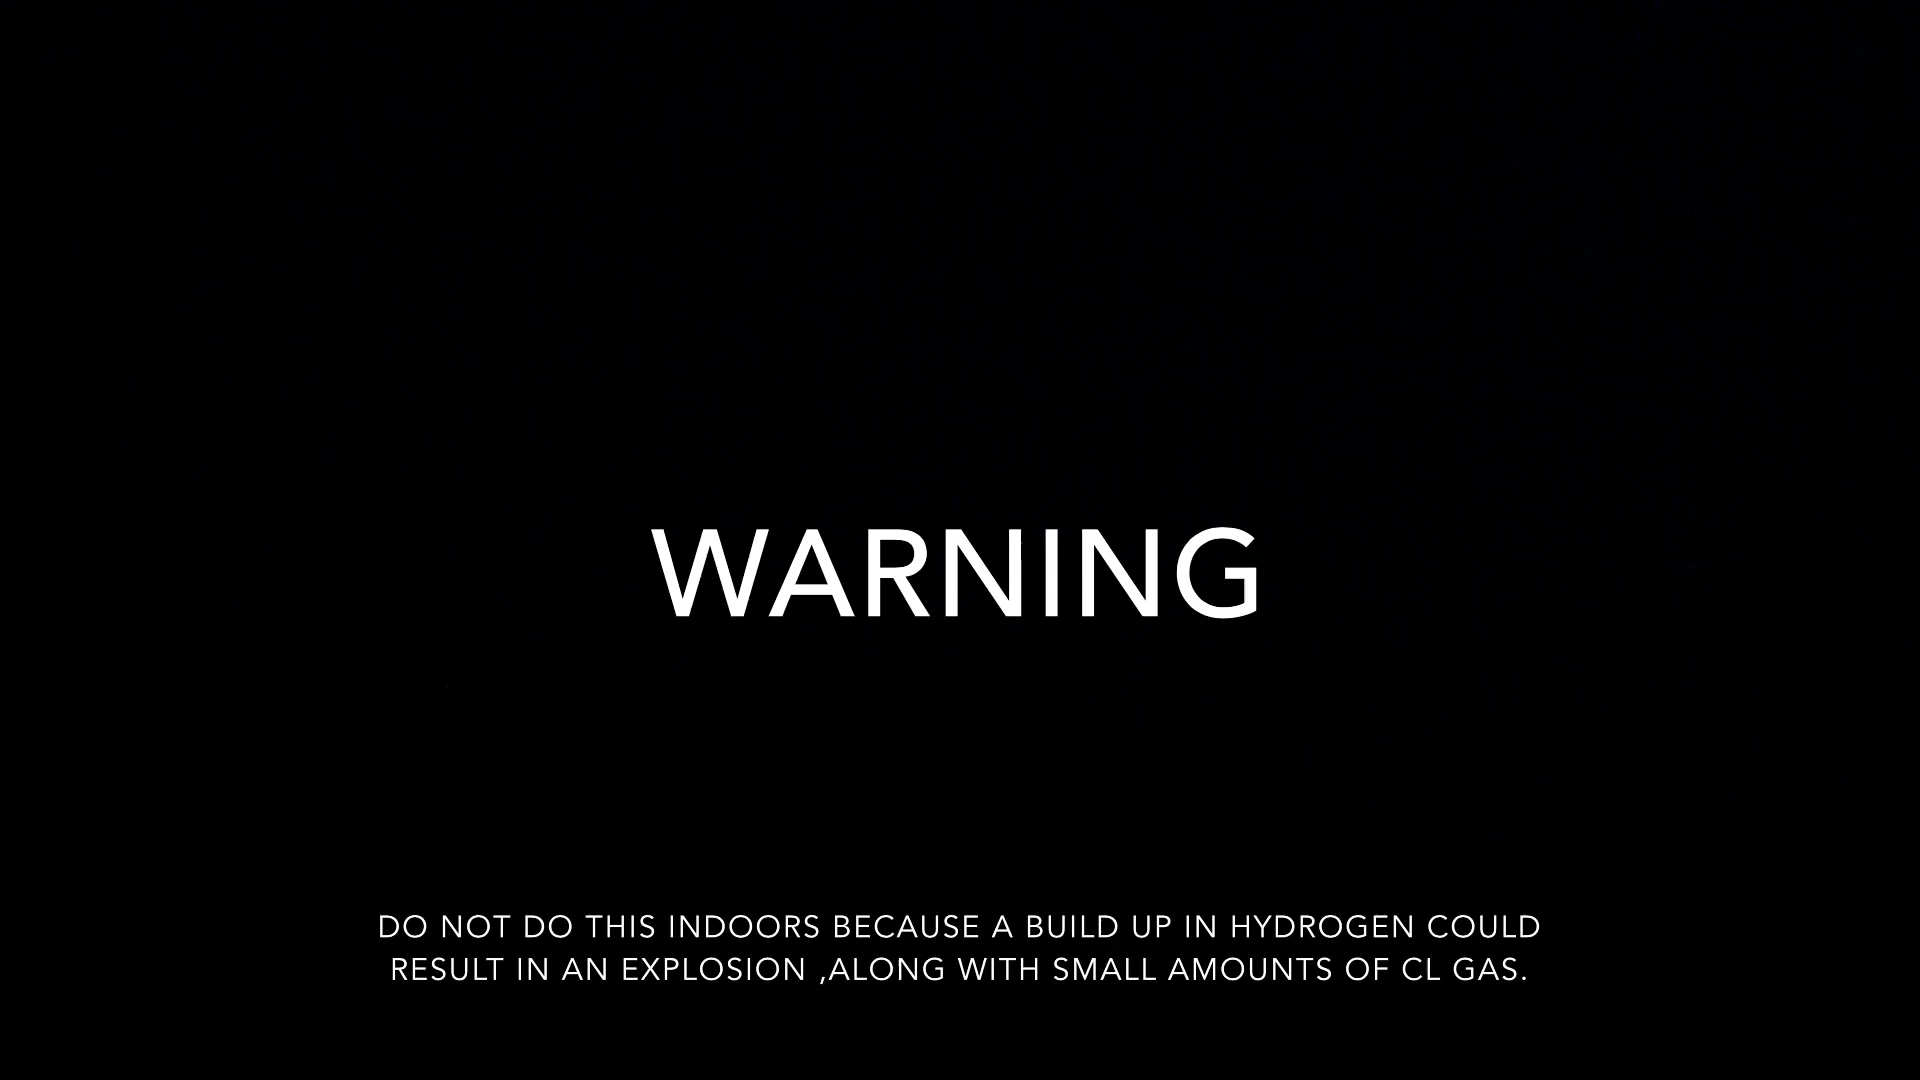 WARNING
DO NOT DO THIS INDOORS BECAUSE A BUILD UP IN HYDROGEN COULD
RESULT IN AN EXPLOSION ,ALONG WITH SMALL AMOUNTS OF CL GAS.